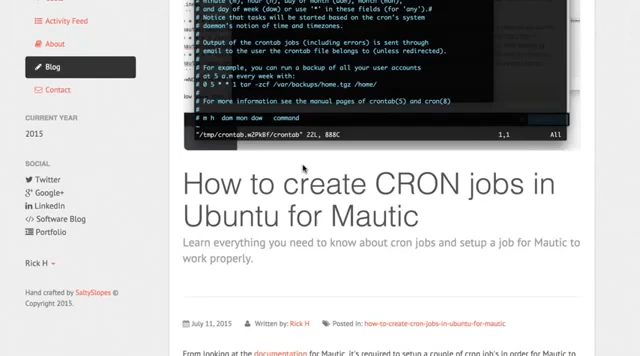 Activity Feed
About
Blog
Contact
CURRENT YEAR
2015
SOCIAL
Twitter
Google+
LinkedIn
Software Blog
Portfolio
Rick H
Hand crafted by SaltySlopes ©
Copyright 2015.
# minute (m), hour (h), day of month (dom), month (mon),
# and day of week (dow) or use '*' in these fields (for 'any').#
# Notice that tasks will be started based on the cron's system
# daemon's notion of time and timezones.
#
# Output of the crontab jobs (including errors) is sent through
# email to the user the crontab file belongs to (unless redirected).
#
# For example, you can run a backup of all your user accounts
# at 5 a.m every week with:
# 0 5 * * 1 tar -zcf /var/backups/home.tgz /home/
#
# For more information see the manual pages of crontab(5) and cron(8)
#
# m h dom mon dow command
1,1
All
How to create CRON jobs in
Ubuntu for Mautic
Learn everything you need to know about cron jobs and setup a job for Mautic to
work properly.
July 11, 2015
Written by: Rick H
Posted in: how-to-create-cron-jobs-in-ubuntu-for-mautic
From looking at the documentation for Mautic, it's required to setup a couple of cron job's in order for Mautic to